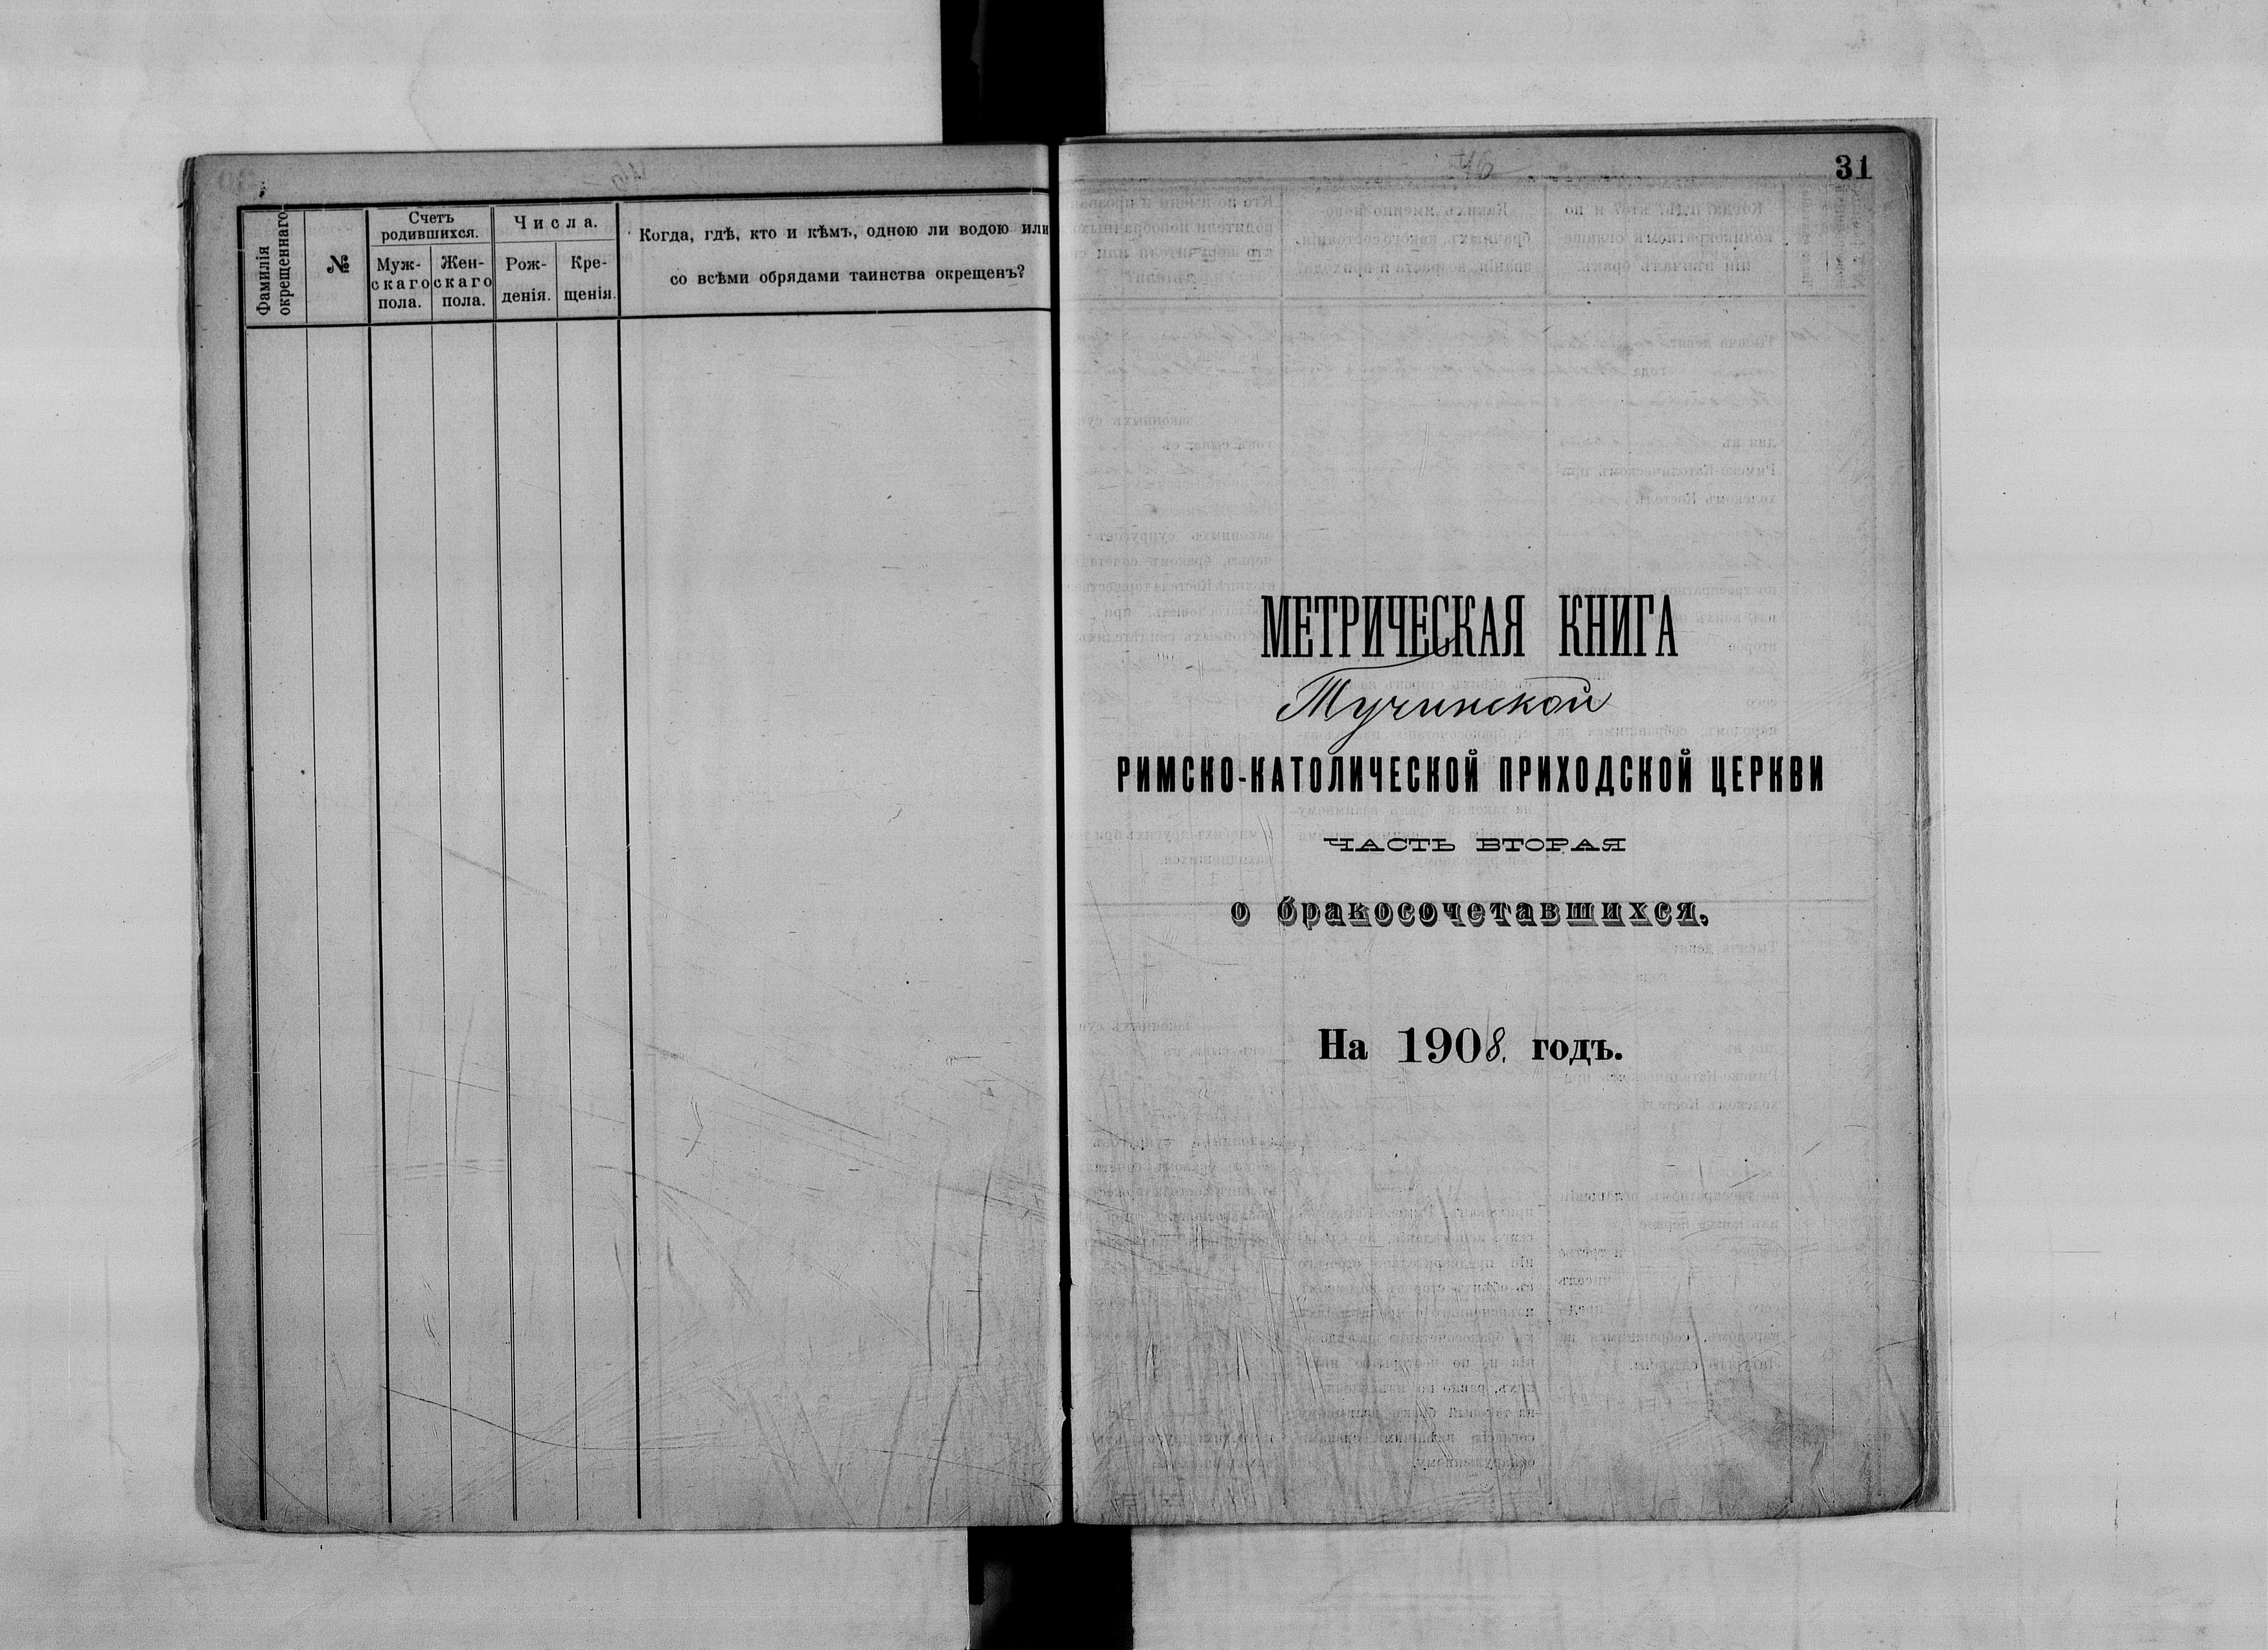 Фамилія
окрещеннаго
№
Счетъ
родившихся.
Муж-
скаго
пола.
Жен-
скаго
пола.
Числа.
Рож-
денія.
Кре-
щенія.
Когда, гдѣ, кто и кѣмъ, одною ли водою или
со всѣми обрядами таинства окрещенъ?
46
31
МЕТРИЧЕСКАЯ КНИГА
Тучинской
РИМСКО-КАТОЛИЧЕСКОЙ ПРИХОДСКОЙ ЦЕРКВИ
ЧАСТЬ ВТОРАЯ
о бракосочетавшихся.
На 1908. годъ.